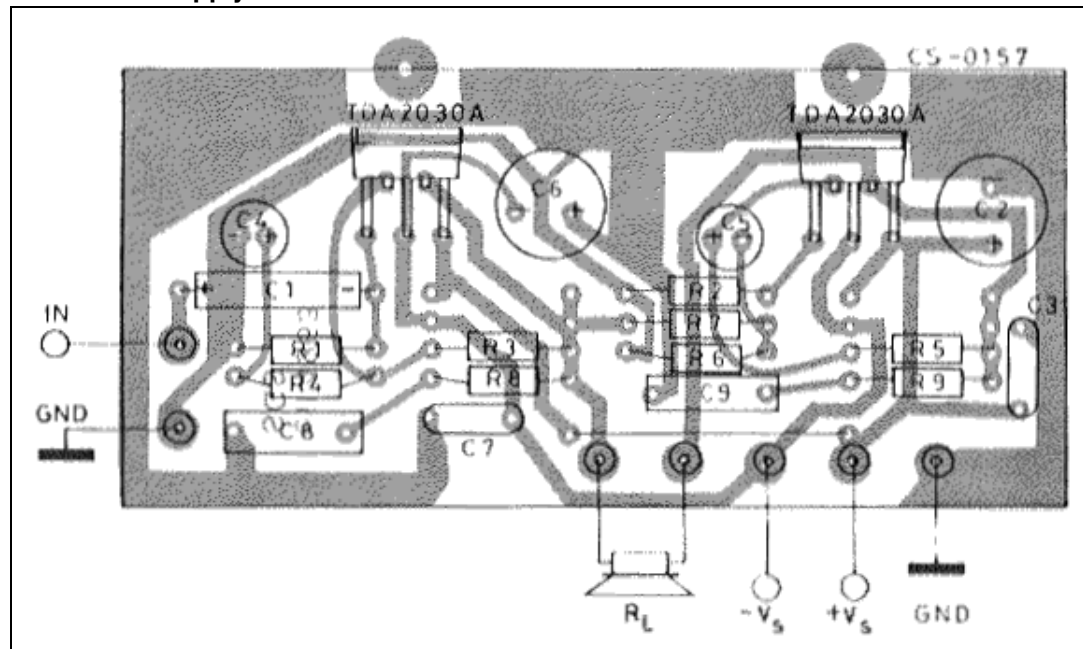 CS-0157
TDA2030A
TDA2030A
C6
C2
C4
C5
+
-
C1
R2
C3
IN
R7
R1
R3
R6
R5
R4
R8
R9
GND
C9
C8
C7
RL
-Vs
+Vs
GND